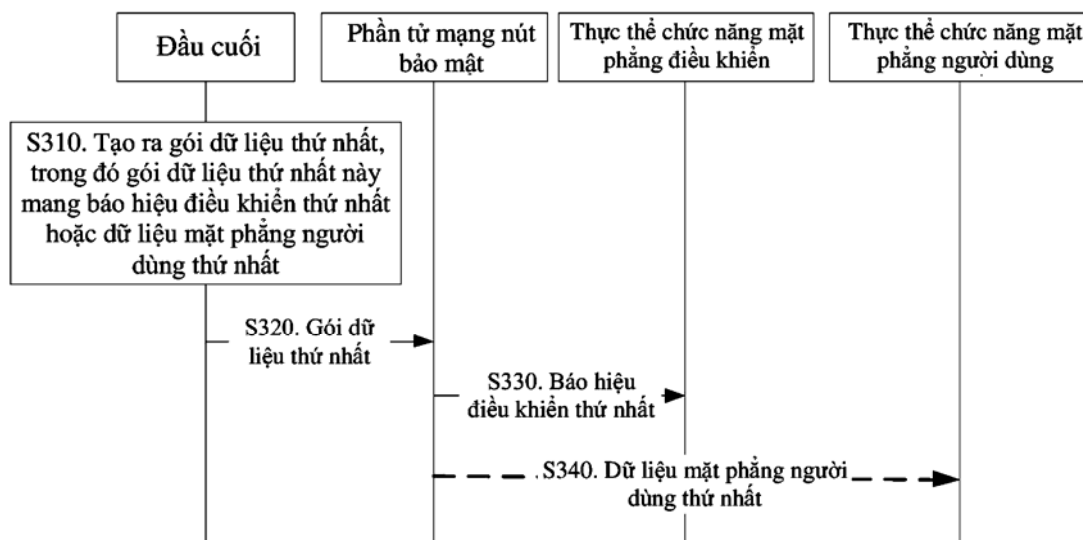 Đầu cuối
Phần tử mạng nút
bảo mật
Thực thể chức năng mặt
phẳng điều khiển
Thực thể chức năng mặt
phẳng người dùng
S310. Tạo ra gói dữ liệu thứ nhất,
trong đó gói dữ liệu thứ nhất này
mang báo hiệu điều khiển thứ nhất
hoặc dữ liệu mặt phẳng người
dùng thứ nhất
S320. Gói dữ
liệu thứ nhất
S330. Báo hiệu
điều khiển thứ nhất
S340. Dữ liệu mặt phẳng người
dùng thứ nhất